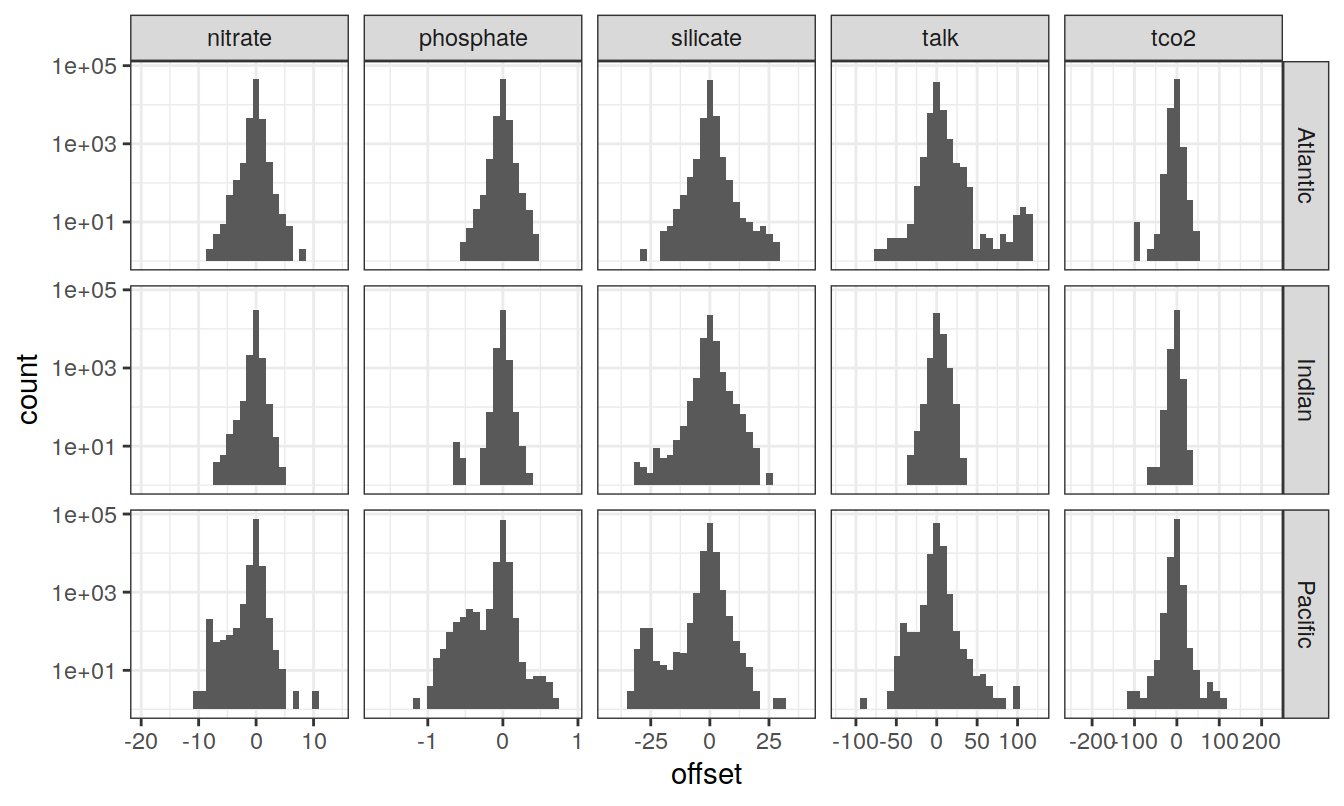 nitrate phosphate silicate talk tco2
1e+05
1e+03
1e+01
Atlantic
1e+05
1e+03
1e+01
Indian
1e+05
1e+03
1e+01
Pacific
count
-20 -10 0 10 -1 0 1 -25 0 25 -100 -50 0 50 100 -200 -100 0 100 200
offset